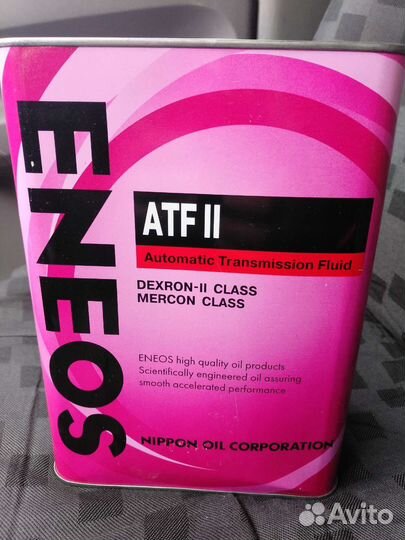 ENEOS
ATF II
Automatic Transmission Fluid
DEXRON-II CLASS
MERCON CLASS
ENEOS high quality oil products
Scientifically engineered oil assuring
smooth accelerated performance
NIPPON OIL CORPORATION
Avito